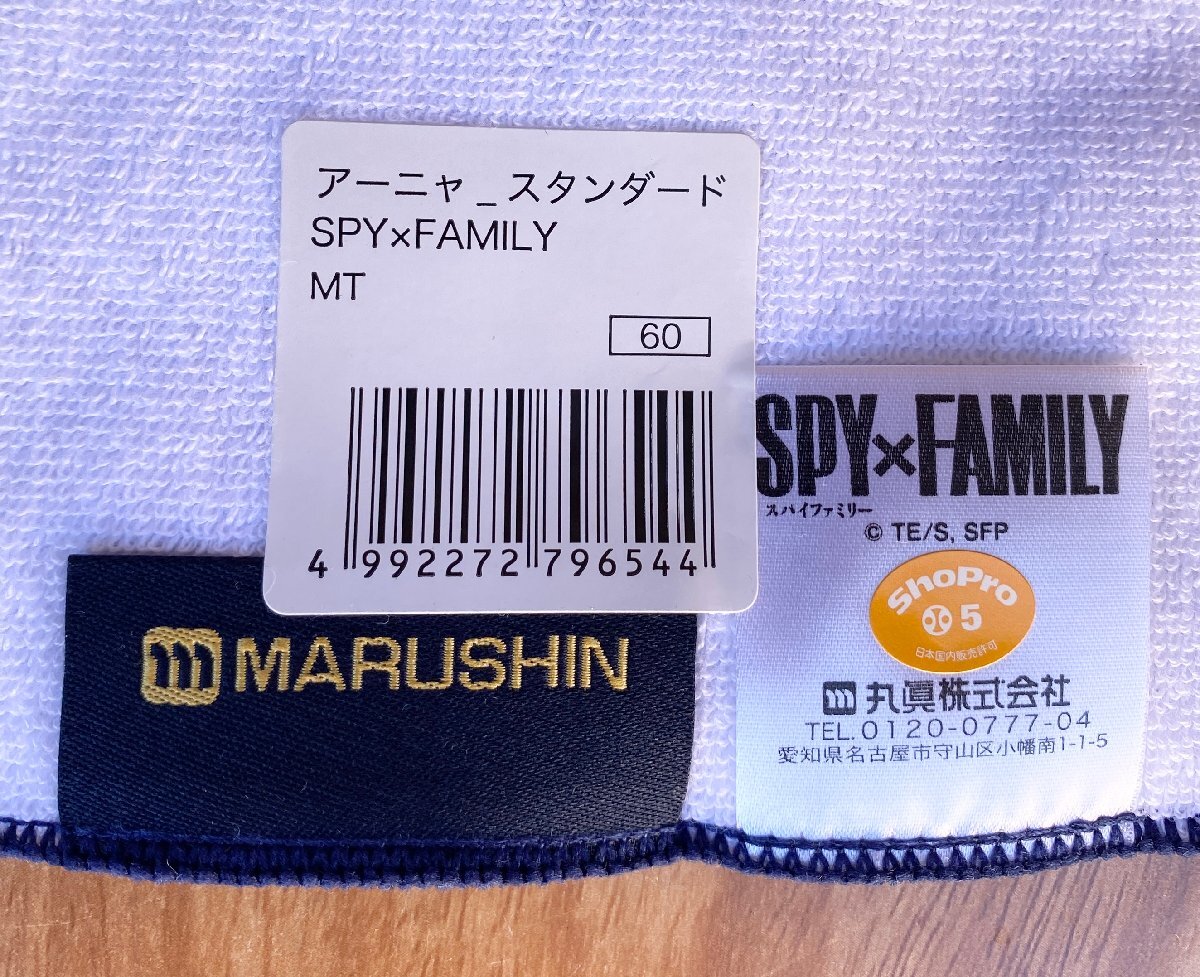 アーニャ_スタンダード
SPY×FAMILY
MT
60
4 992272 796544
MARUSHIN
SPY×FAMILY
スパイファミリー
© TE/S, SFP
ShoPro
5
日本国内販売許可
丸眞株式会社
TEL.0120-0777-04
愛知県名古屋市守山区小幡南1-1-5